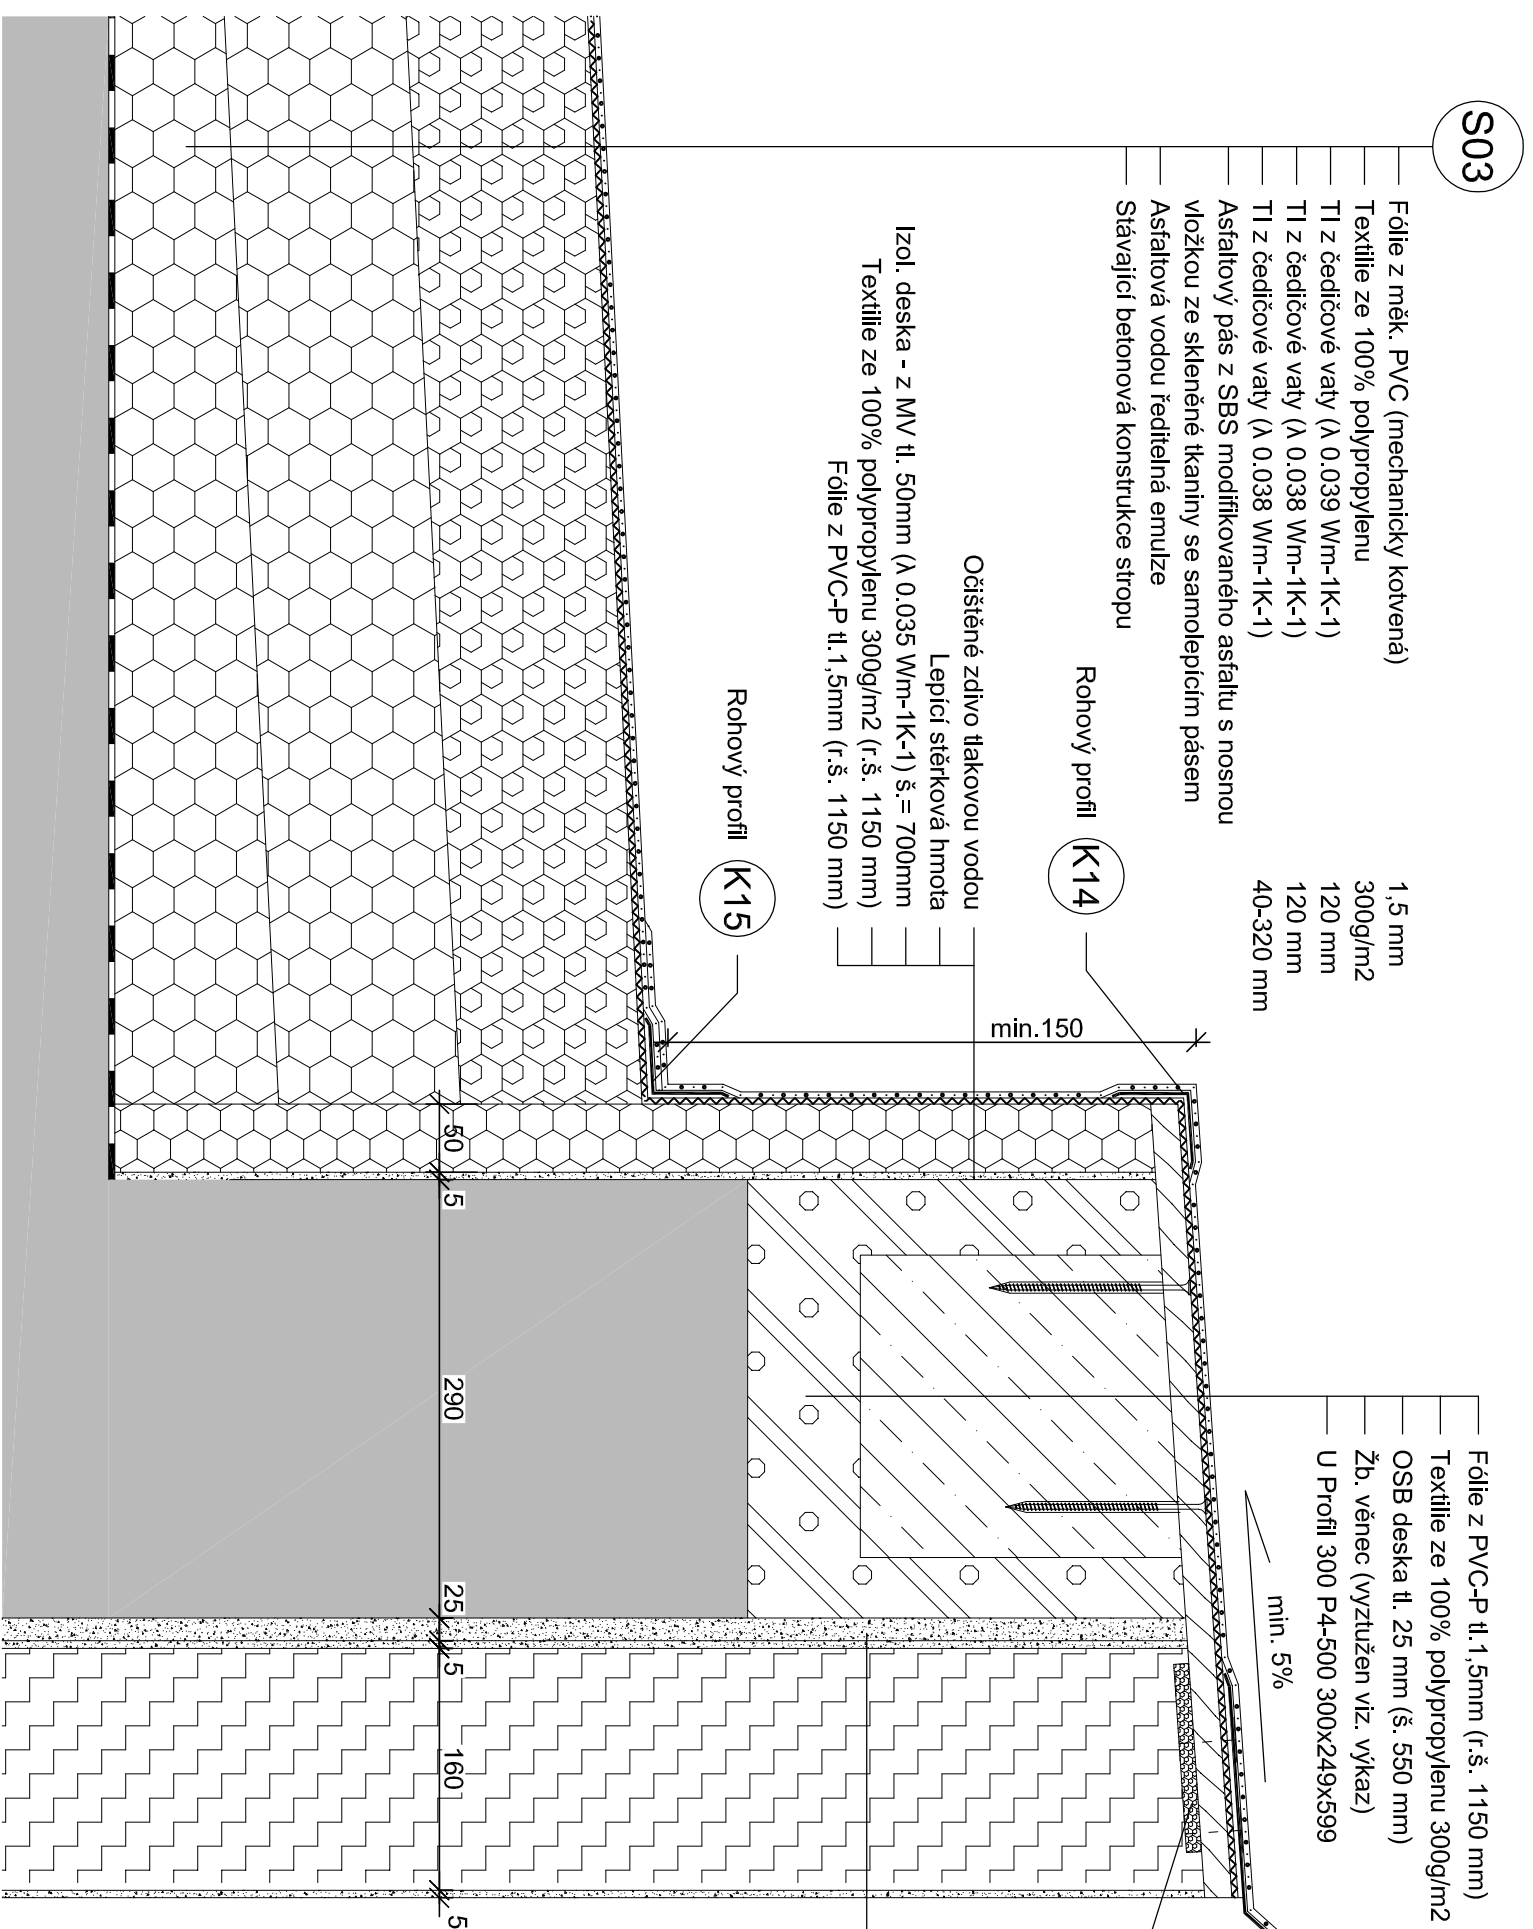 S03
Fólie z měk. PVC (mechanicky kotvená)
1,5 mm
Textilie ze 100% polypropylenu
300g/m2
TI z čedičové vaty (λ 0.039 Wm-1K-1)
120 mm
TI z čedičové vaty (λ 0.038 Wm-1K-1)
120 mm
TI z čedičové vaty (λ 0.038 Wm-1K-1)
40-320 mm
Asfaltový pás z SBS modifikovaného asfaltu s nosnou
vložkou ze skleněné tkaniny se samolepícím pásem
Asfaltová vodou ředitelná emulze
Stávající betonová konstrukce stropu
Fólie z PVC-P tl.1,5mm (r.š. 1150 mm)
Textilie ze 100% polypropylenu 300g/m2
OSB deska tl. 25 mm (š. 550 mm)
Žb. věnec (vyztužen viz. výkaz)
U Profil 300 P4-500 300x249x599
min. 5%
Rohový profil
K14
min.150
Očištěné zdivo tlakovou vodou
Lepící stěrková hmota
Izol. deska - z MV tl. 50mm (λ 0.035 Wm-1K-1) š.= 700mm
Textilie ze 100% polypropylenu 300g/m2 (r.š. 1150 mm)
Fólie z PVC-P tl.1,5mm (r.š. 1150 mm)
Rohový profil
K15
50
5
290
25
5
160
5